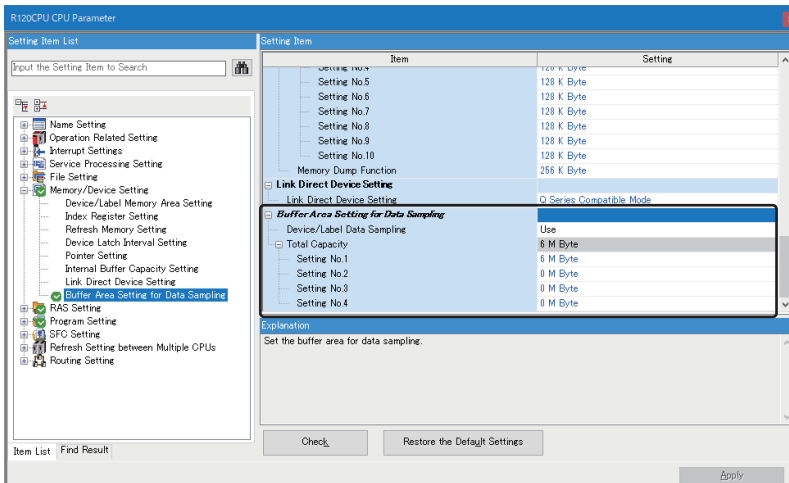 R120CPU CPU Parameter
Setting Item List
Input the Setting Item to Search
Name Setting
Operation Related Setting
Interrupt Settings
Service Processing Setting
File Setting
Memory/Device Setting
Device/Label Memory Area Setting
Index Register Setting
Refresh Memory Setting
Device Latch Interval Setting
Pointer Setting
Internal Buffer Capacity Setting
Link Direct Device Setting
Buffer Area Setting for Data Sampling
RAS Setting
Program Setting
SFC Setting
Refresh Setting between Multiple CPUs
Routing Setting
Item List Find Result
Setting Item
Item Setting
Setting No.4 128 K Byte
Setting No.5 128 K Byte
Setting No.6 128 K Byte
Setting No.7 128 K Byte
Setting No.8 128 K Byte
Setting No.9 128 K Byte
Setting No.10 128 K Byte
Memory Dump Function 256 K Byte
Link Direct Device Setting
Link Direct Device Setting Q Series Compatible Mode
Buffer Area Setting for Data Sampling
Device/Label Data Sampling Use
Total Capacity 6 M Byte
Setting No.1 6 M Byte
Setting No.2 0 M Byte
Setting No.3 0 M Byte
Setting No.4 0 M Byte
Explanation
Set the buffer area for data sampling.
Check Restore the Default Settings
Apply